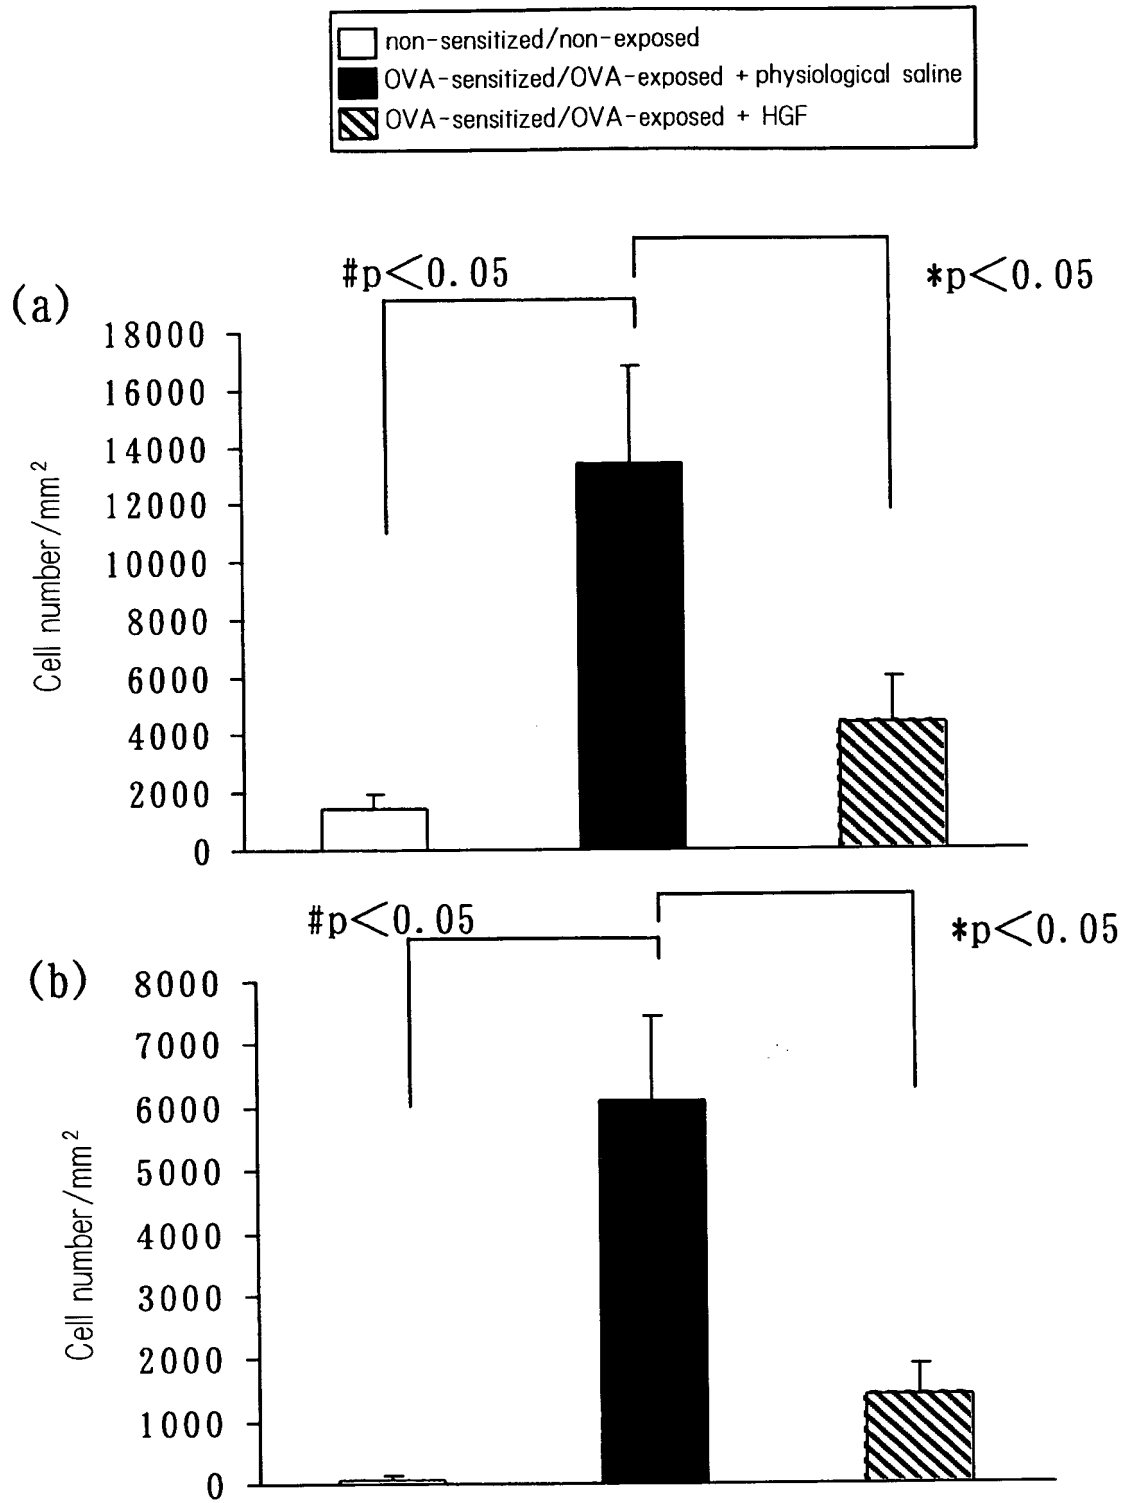 non-sensitized/non-exposed
OVA-sensitized/OVA-exposed + physiological saline
OVA-sensitized/OVA-exposed + HGF
(a)
#p<0.05
*p<0.05
Cell number/mm²
18000
16000
14000
12000
10000
8000
6000
4000
2000
0
(b)
#p<0.05
*p<0.05
Cell number/mm²
8000
7000
6000
5000
4000
3000
2000
1000
0